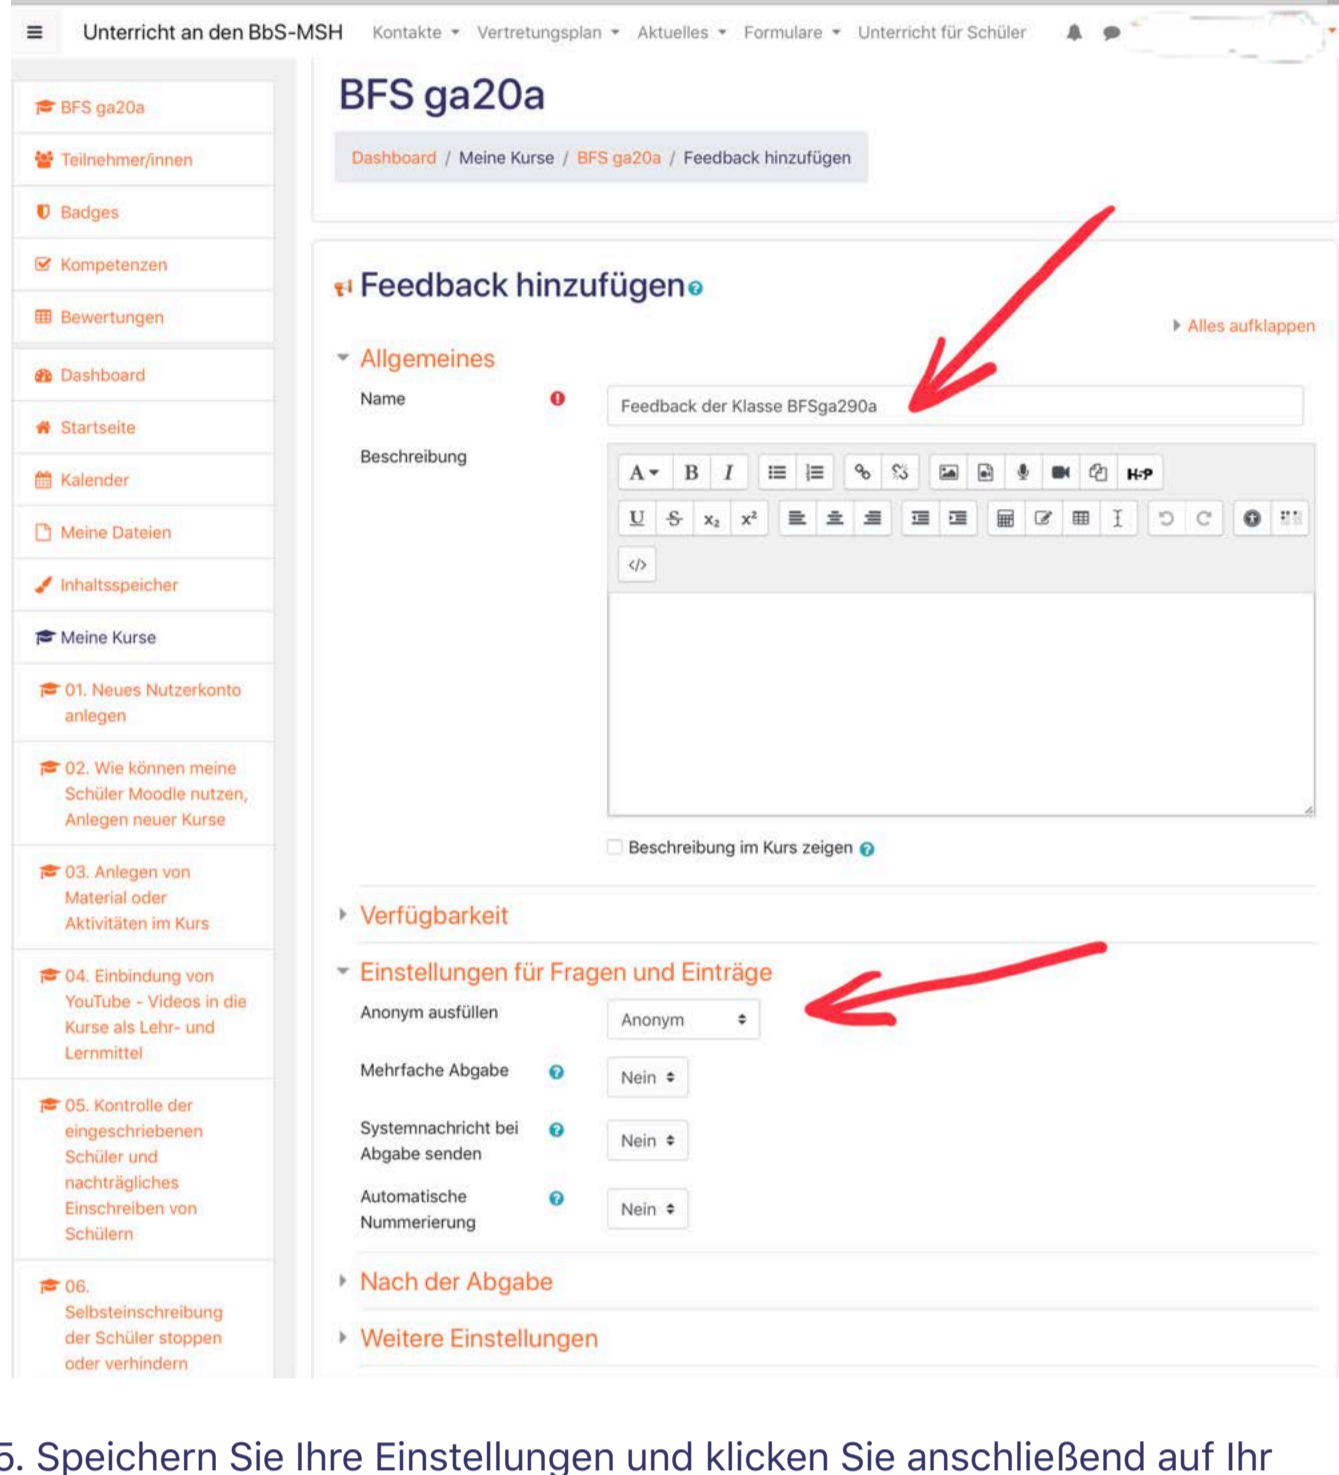 Unterricht an den BbS-MSH Kontakte Vertretungsplan Aktuelles Formulare Unterricht für Schüler
BFS ga20a
Teilnehmer/innen
Badges
Kompetenzen
Bewertungen
Dashboard
Startseite
Kalender
Meine Dateien
Inhaltsspeicher
Meine Kurse
01. Neues Nutzerkonto
anlegen
02. Wie können meine
Schüler Moodle nutzen,
Anlegen neuer Kurse
03. Anlegen von
Material oder
Aktivitäten im Kurs
04. Einbindung von
YouTube - Videos in die
Kurse als Lehr- und
Lernmittel
05. Kontrolle der
eingeschriebenen
Schüler und
nachträgliches
Einschreiben von
Schülern
06.
Selbsteinschreibung
der Schüler stoppen
oder verhindern
BFS ga20a
Dashboard / Meine Kurse / BFS ga20a / Feedback hinzufügen
Feedback hinzufügen
Alles aufklappen
Allgemeines
Name Feedback der Klasse BFSga290a
Beschreibung
A B I H-P
U S x₂ x²
</>
Beschreibung im Kurs zeigen
Verfügbarkeit
Einstellungen für Fragen und Einträge
Anonym ausfüllen Anonym
Mehrfache Abgabe Nein
Systemnachricht bei
Abgabe senden Nein
Automatische
Nummerierung Nein
Nach der Abgabe
Weitere Einstellungen
5. Speichern Sie Ihre Einstellungen und klicken Sie anschließend auf Ihr